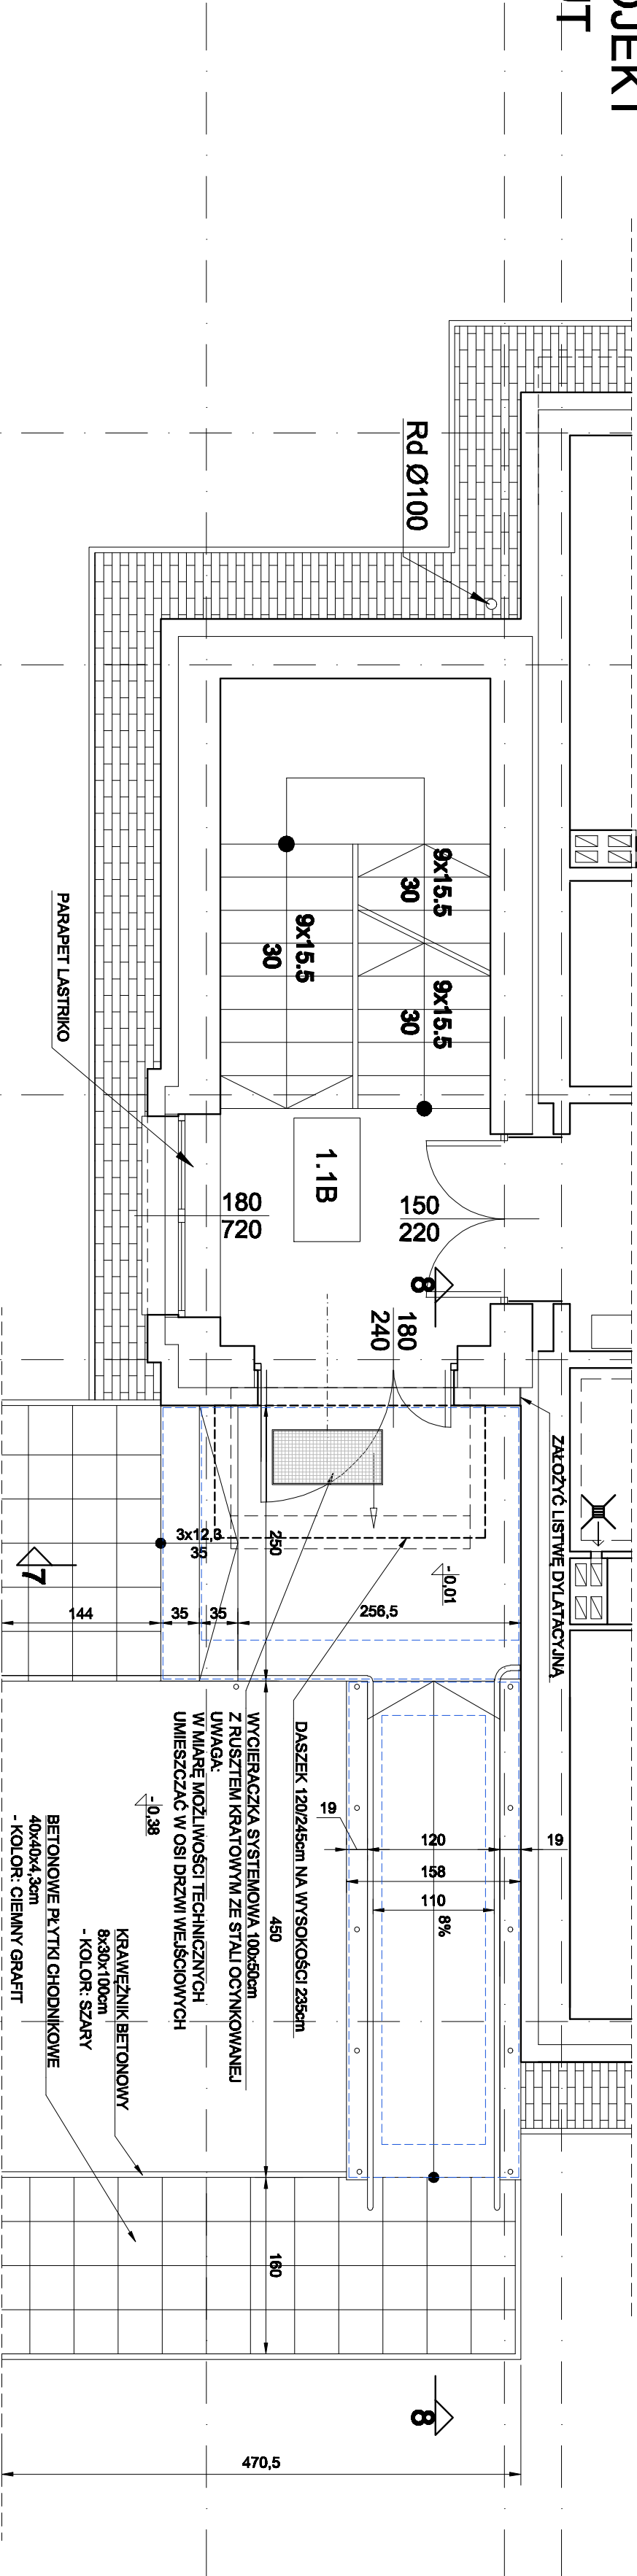 OJEKT
UT
Rd Ø100
9x15.5
30
9x15.5
30
9x15.5
30
PARAPET LASTRIKO
1.1B
180
720
150
220
8
180
240
ZAŁOŻYĆ LISTWĘ DYLATACYJNĄ
3x12,3
35
250
- 0,01
7
144
35
35
256,5
DASZEK 120/245cm NA WYSOKOŚCI 235cm
WYCIERACZKA SYSTEMOWA 100x50cm
Z RUSZTEM KRATOWYM ZE STALI OCYNKOWANEJ
UWAGA:
W MIARĘ MOŻLIWOŚCI TECHNICZNYCH
UMIESZCZAĆ W OSI DRZWI WEJŚCIOWYCH
- 0,38
19
120
19
158
110
8%
450
KRAWĘŻNIK BETONOWY
8x30x100cm
- KOLOR: SZARY
BETONOWE PŁYTKI CHODNIKOWE
40x40x4,3cm
- KOLOR: CIEMNY GRAFIT
160
8
470,5